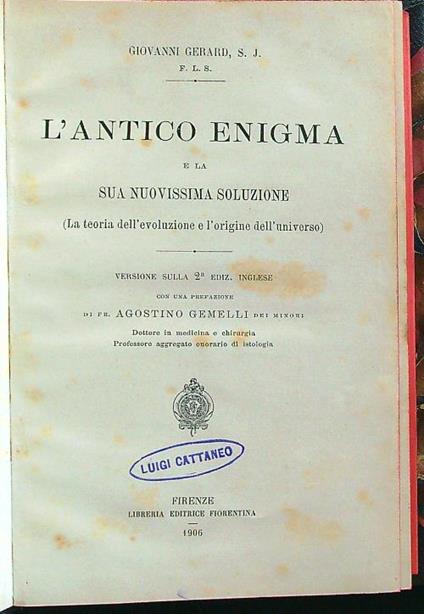 GIOVANNI GERARD, S. J.
F. L. S.
L'ANTICO ENIGMA
E LA
SUA NUOVISSIMA SOLUZIONE
(La teoria dell'evoluzione e l'origine dell'universo)
VERSIONE SULLA 2ª EDIZ. INGLESE
CON UNA PREFAZIONE
DI FR. AGOSTINO GEMELLI DEI MINORI
Dottore in medicina e chirurgia
Professore aggregato onorario di istologia
LUIGI CATTANEO
FIRENZE
LIBRERIA EDITRICE FIORENTINA
1906